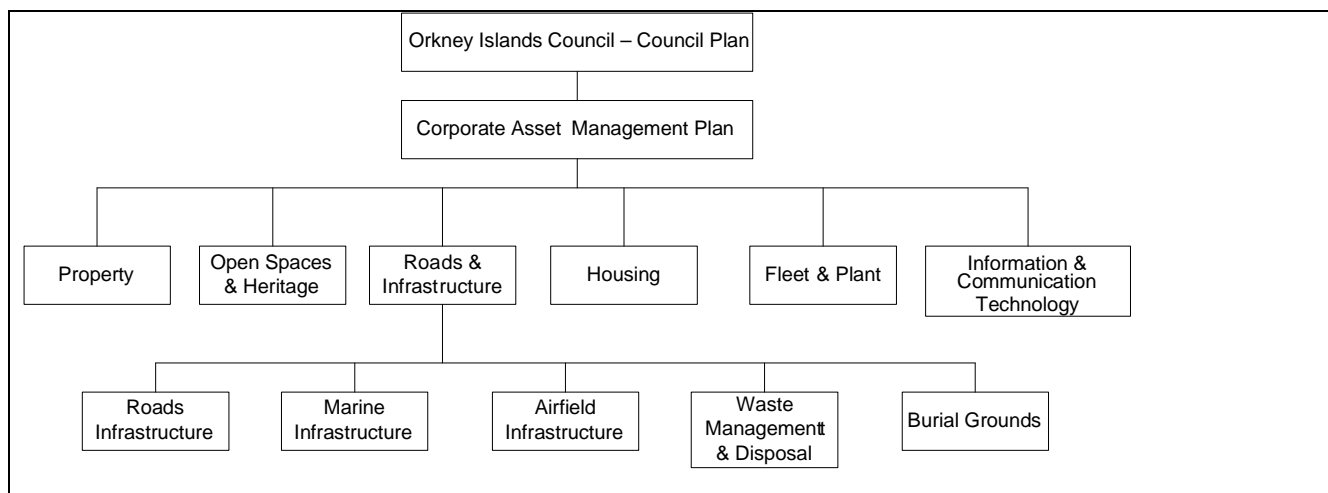 Orkney Islands Council – Council Plan
Corporate Asset Management Plan
Property
Open Spaces
& Heritage
Roads &
Infrastructure
Housing
Fleet & Plant
Information &
Communication
Technology
Roads
Infrastructure
Marine
Infrastructure
Airfield
Infrastructure
Waste
Management
& Disposal
Burial Grounds